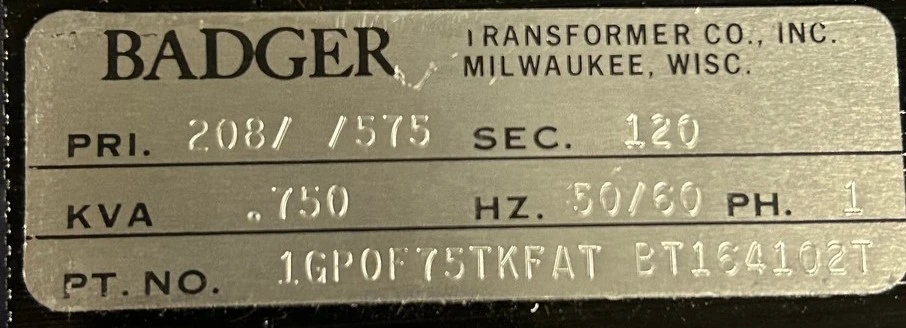 BADGER TRANSFORMER CO., INC.
MILWAUKEE, WISC.
PRI. 208/ /575 SEC. 120
KVA .750 HZ. 50/60 PH. 1
PT. NO. 1GP0F75TKFAT BT164102T